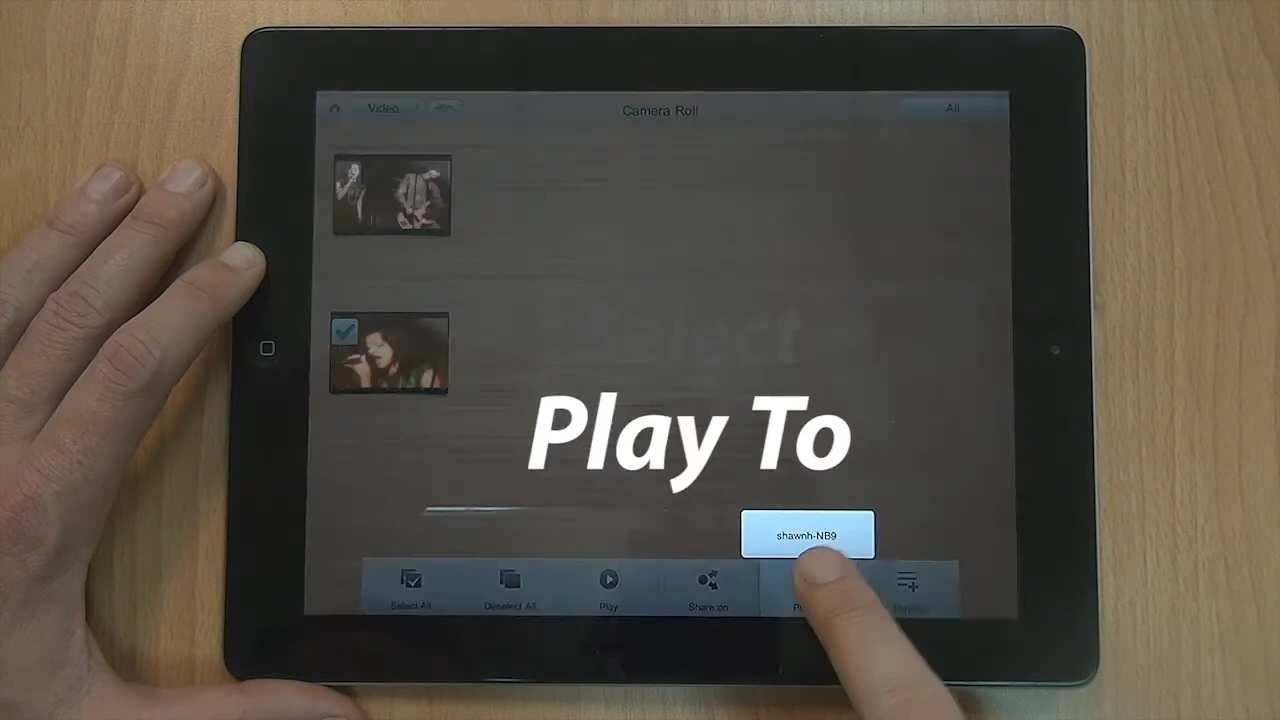 Video
Camera Roll
All
Play To
shawnh-NB9
Select All
Deselect All
Play
Share on